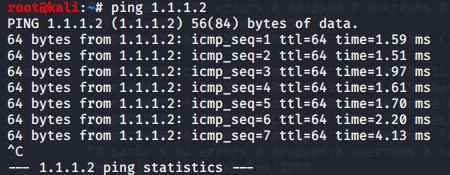 root@kali:~# ping 1.1.1.2
PING 1.1.1.2 (1.1.1.2) 56(84) bytes of data.
64 bytes from 1.1.1.2: icmp_seq=1 ttl=64 time=1.59 ms
64 bytes from 1.1.1.2: icmp_seq=2 ttl=64 time=1.51 ms
64 bytes from 1.1.1.2: icmp_seq=3 ttl=64 time=1.97 ms
64 bytes from 1.1.1.2: icmp_seq=4 ttl=64 time=1.61 ms
64 bytes from 1.1.1.2: icmp_seq=5 ttl=64 time=1.70 ms
64 bytes from 1.1.1.2: icmp_seq=6 ttl=64 time=2.20 ms
64 bytes from 1.1.1.2: icmp_seq=7 ttl=64 time=4.13 ms
^C
--- 1.1.1.2 ping statistics ---